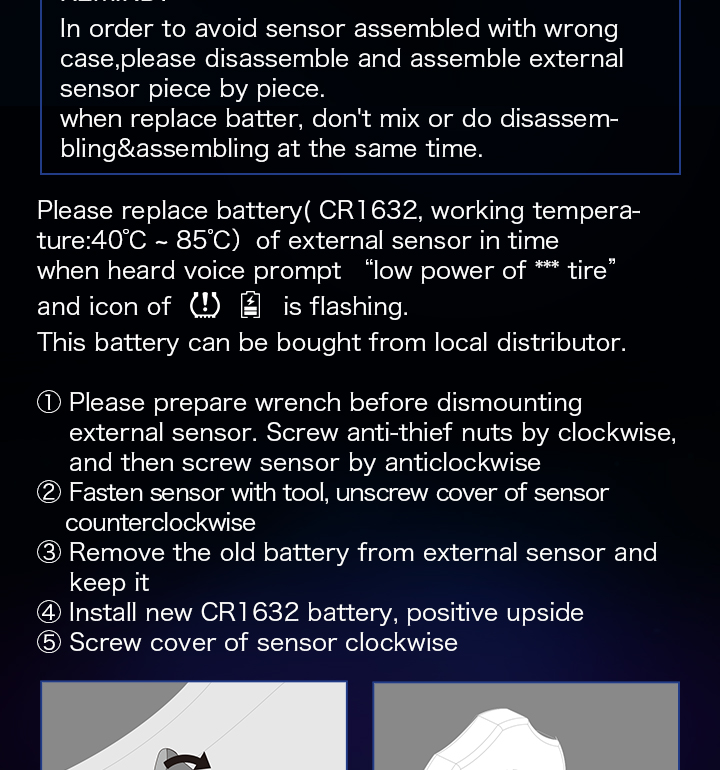 In order to avoid sensor assembled with wrong
case,please disassemble and assemble external
sensor piece by piece.
when replace batter, don't mix or do disassem-
bling&assembling at the same time.
Please replace battery( CR1632, working tempera-
ture:40℃ ~ 85℃）of external sensor in time
when heard voice prompt “low power of *** tire”
and icon of is flashing.
This battery can be bought from local distributor.
① Please prepare wrench before dismounting
external sensor. Screw anti-thief nuts by clockwise,
and then screw sensor by anticlockwise
② Fasten sensor with tool, unscrew cover of sensor
counterclockwise
③ Remove the old battery from external sensor and
keep it
④ Install new CR1632 battery, positive upside
⑤ Screw cover of sensor clockwise